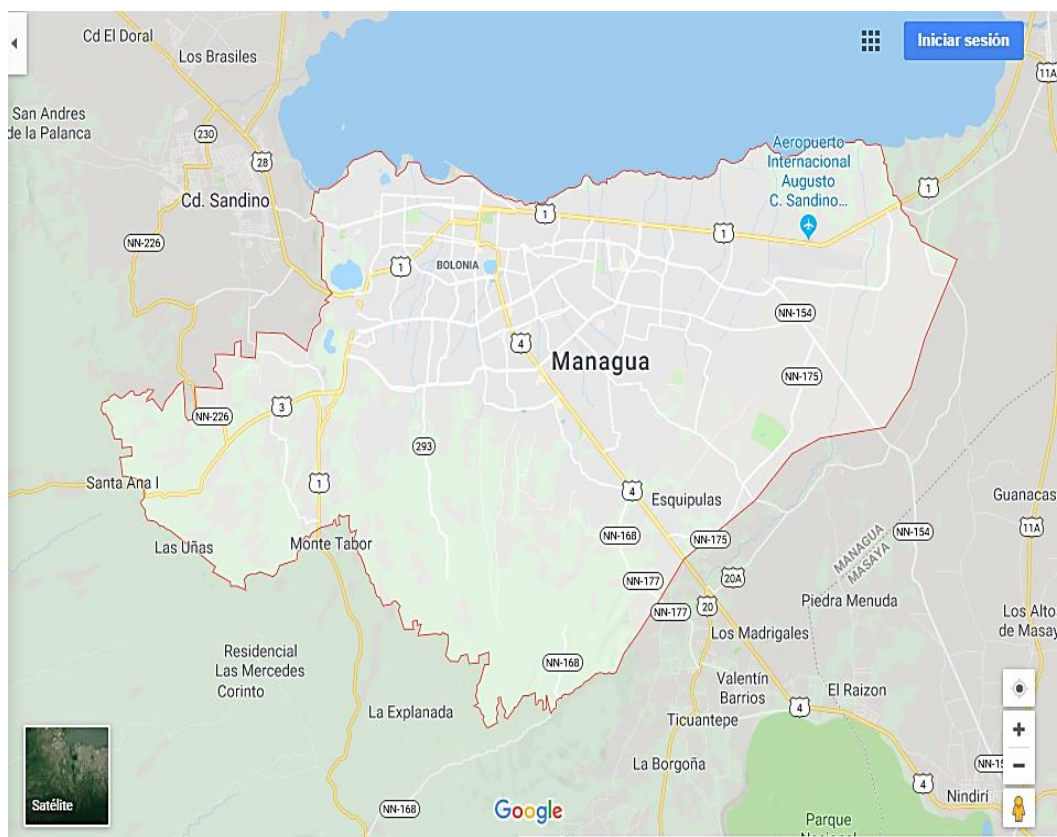 Cd El Doral
Los Brasiles
Iniciar sesión
11A
San Andres
de la Palanca
230
28
Aeropuerto
Internacional
Augusto
C. Sandino...
Cd. Sandino
1
1
1
NN-226
1
BOLONIA
NN-154
4
Managua
NN-175
NN-226
3
293
Santa Ana I
1
4
Esquipulas
Guanacas
Las Uñas
Monte Tabor
NN-168
NN-175
NN-154
11A
MANAGUA
MASAYA
NN-177
20A
Piedra Menuda
NN-177
20
Los Alto
de Masay
Los Madrigales
Residencial
Las Mercedes
Corinto
NN-168
Valentín
Barrios
El Raizon
La Explanada
4
Ticuantepe
La Borgoña
NN-15
4
Nindirí
Satélite
NN-168
Google
Parque